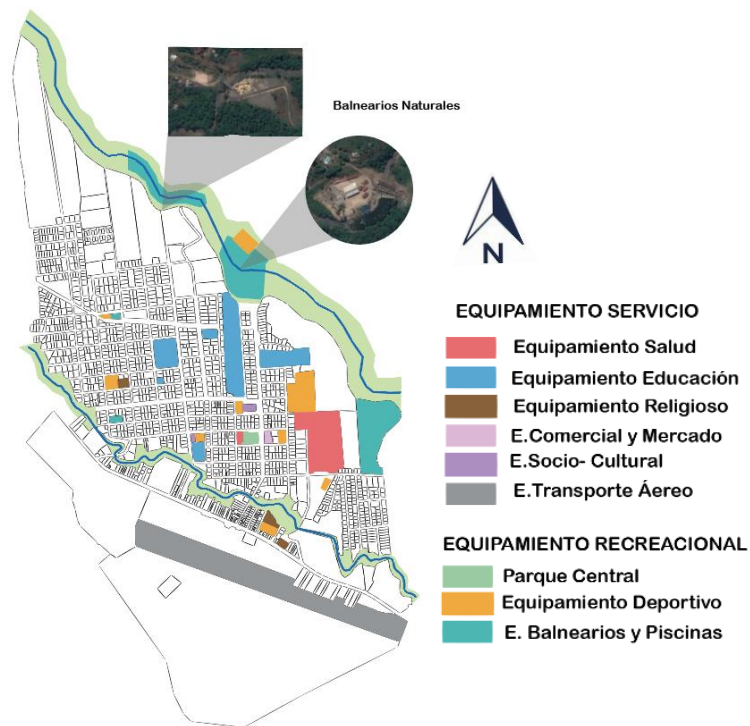 Balnearios Naturales
N
EQUIPAMIENTO SERVICIO
Equipamiento Salud
Equipamiento Educación
Equipamiento Religioso
E.Comercial y Mercado
E.Socio- Cultural
E.Transporte Áereo
EQUIPAMIENTO RECREACIONAL
Parque Central
Equipamiento Deportivo
E. Balnearios y Piscinas